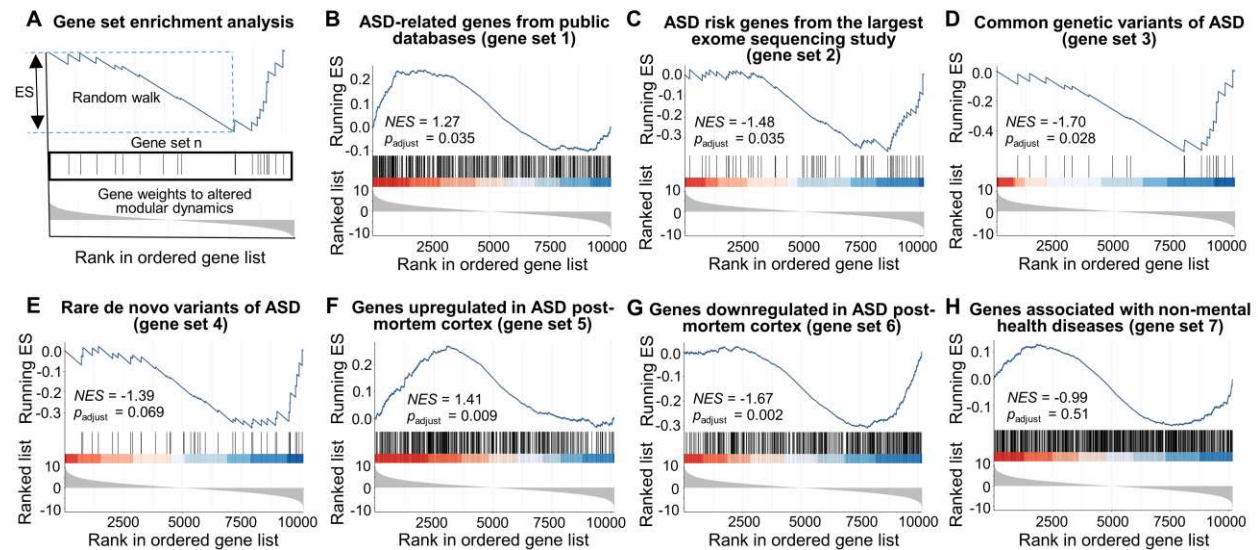 A Gene set enrichment analysis
ES
Random walk
Gene set n
Gene weights to altered
modular dynamics
Rank in ordered gene list
B ASD-related genes from public
databases (gene set 1)
Running ES
0.2
0.0
-0.1
NES = 1.27
padjust = 0.035
Ranked list
10
0
-10
2500 5000 7500 10000
Rank in ordered gene list
C ASD risk genes from the largest
exome sequencing study
(gene set 2)
Running ES
0.0
-0.1
-0.2
-0.3
NES = -1.48
padjust = 0.035
Ranked list
10
0
-10
2500 5000 7500 10000
Rank in ordered gene list
D Common genetic variants of ASD
(gene set 3)
Running ES
0.0
-0.2
-0.4
NES = -1.70
padjust = 0.028
Ranked list
10
0
-10
2500 5000 7500 10000
Rank in ordered gene list
E Rare de novo variants of ASD
(gene set 4)
Running ES
0.0
-0.1
-0.2
-0.3
NES = -1.39
padjust = 0.069
Ranked list
10
0
-10
2500 5000 7500 10000
Rank in ordered gene list
F Genes upregulated in ASD post-
mortem cortex (gene set 5)
Running ES
0.2
0.1
0.0
NES = 1.41
padjust = 0.009
Ranked list
10
0
-10
2500 5000 7500 10000
Rank in ordered gene list
G Genes downregulated in ASD post-
mortem cortex (gene set 6)
Running ES
0.0
-0.1
-0.2
-0.3
NES = -1.67
padjust = 0.002
Ranked list
10
0
-10
2500 5000 7500 10000
Rank in ordered gene list
H Genes associated with non-mental
health diseases (gene set 7)
Running ES
0.1
0.0
-0.1
NES = -0.99
padjust = 0.51
Ranked list
10
0
-10
2500 5000 7500 10000
Rank in ordered gene list